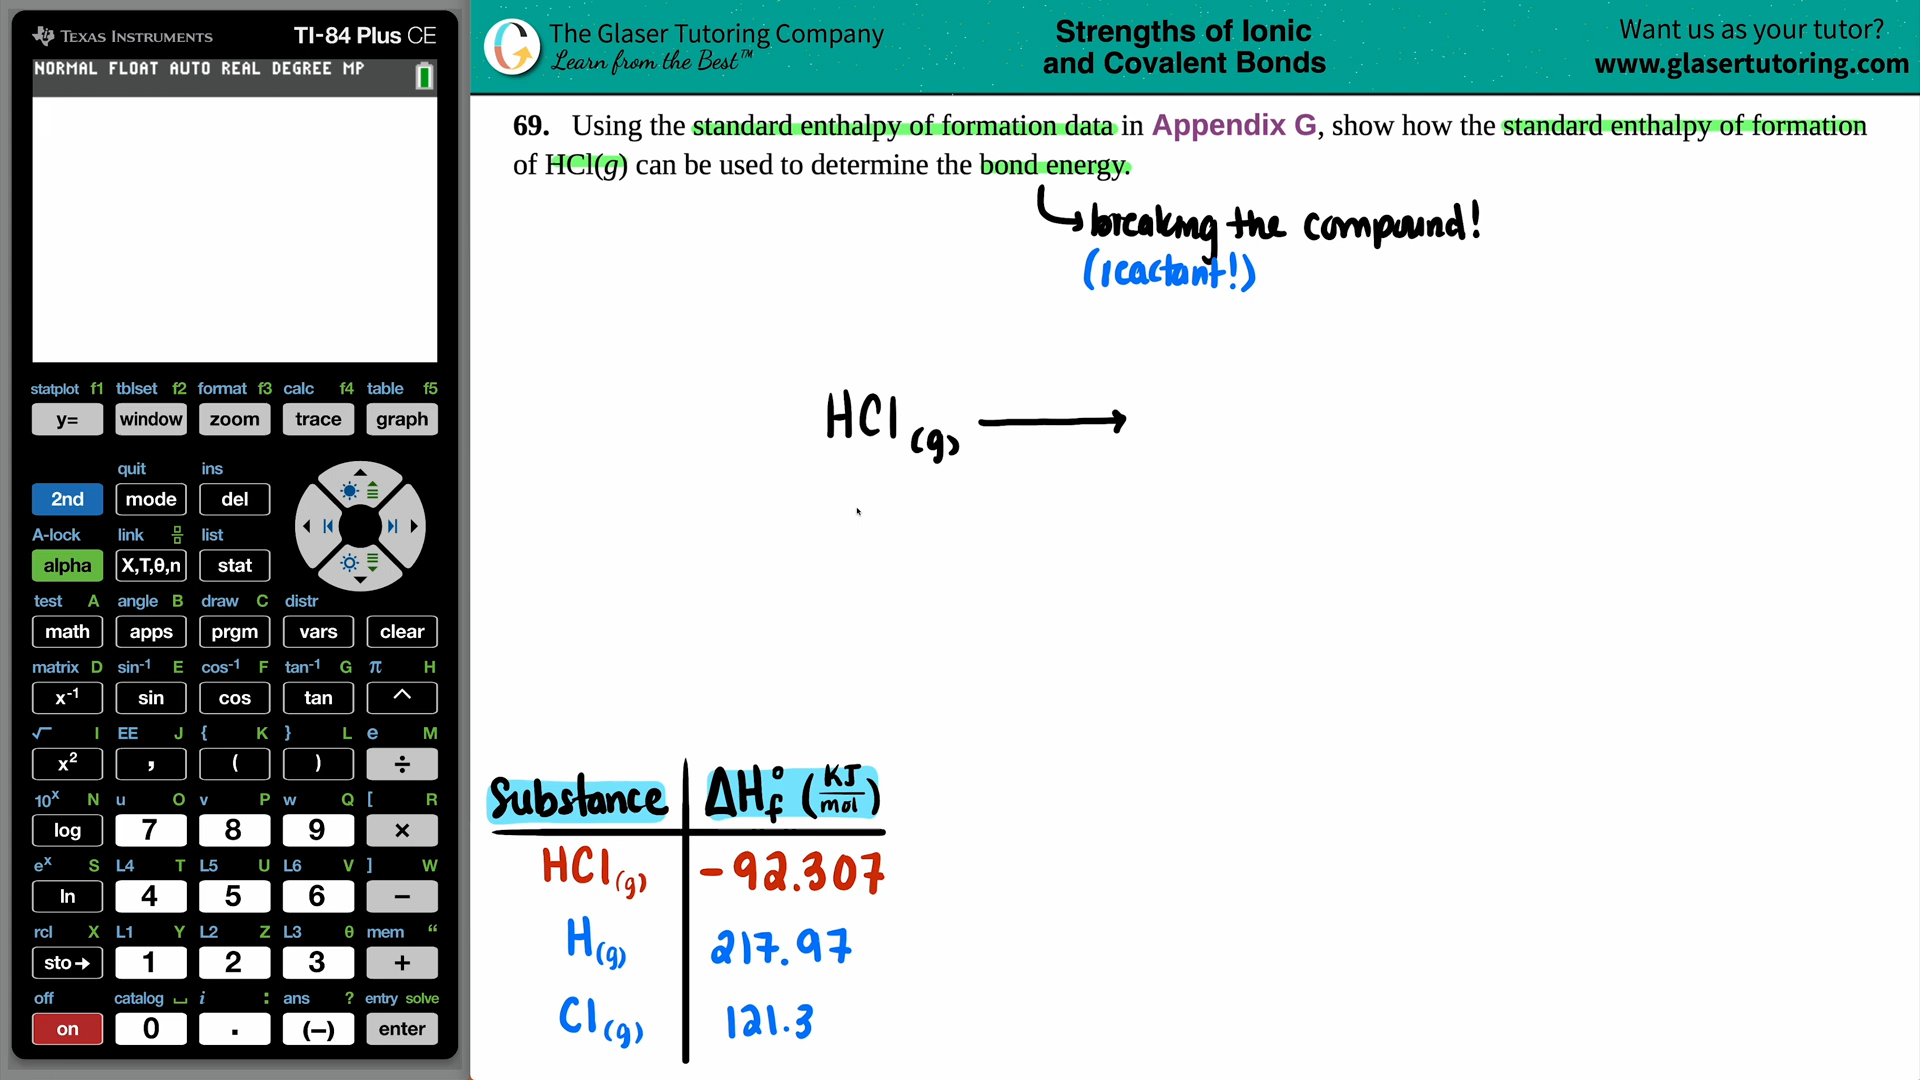 TEXAS INSTRUMENTS TI-84 Plus CE
NORMAL FLOAT AUTO REAL DEGREE MP
statplot f1 tblset f2 format f3 calc f4 table f5
y= window zoom trace graph
quit ins
2nd mode del
A-lock link list
alpha X,T,θ,n stat
test A angle B draw C distr
math apps prgm vars clear
matrix D sin-1 E cos-1 F tan-1 G π H
x-1 sin cos tan ^
√ I EE J { K } L e M
x² , ( ) ÷
10ˣ N u O v P w Q [ R
log 7 8 9 ×
eˣ S L4 T L5 U L6 V ] W
ln 4 5 6 −
rcl X L1 Y L2 Z L3 θ mem “
sto→ 1 2 3 +
off catalog ⎵ i : ans ? entry solve
on 0 . (–) enter
The Glaser Tutoring Company
Learn from the Best™
Strengths of Ionic
and Covalent Bonds
Want us as your tutor?
www.glasertutoring.com
69. Using the standard enthalpy of formation data in Appendix G, show how the standard enthalpy of formation
of HCl(g) can be used to determine the bond energy.
breaking the compound!
(reactant!)
HCl(g) →
Substance ΔH°f (KJ/mol)
HCl(g) -92.307
H(g) 217.97
Cl(g) 121.3